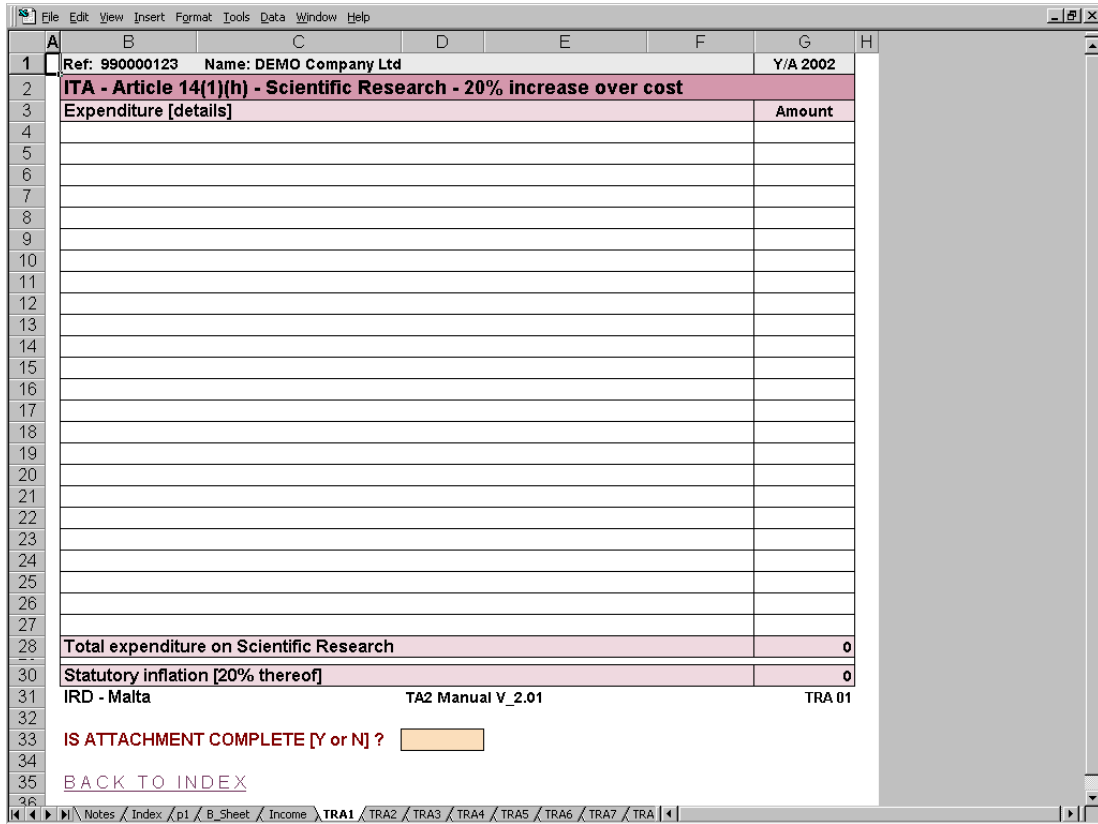 File Edit View Insert Format Tools Data Window Help
A B C D E F G H
1 Ref: 990000123 Name: DEMO Company Ltd Y/A 2002
2 ITA - Article 14(1)(h) - Scientific Research - 20% increase over cost
3 Expenditure [details] Amount
4
5
6
7
8
9
10
11
12
13
14
15
16
17
18
19
20
21
22
23
24
25
26
27
28 Total expenditure on Scientific Research 0
30 Statutory inflation [20% thereof] 0
31 IRD - Malta TA2 Manual V_2.01 TRA 01
32
33 IS ATTACHMENT COMPLETE [Y or N] ?
34
35 BACK TO INDEX
36
Notes / Index / p1 / B_Sheet / Income \ TRA1 / TRA2 / TRA3 / TRA4 / TRA5 / TRA6 / TRA7 / TRA